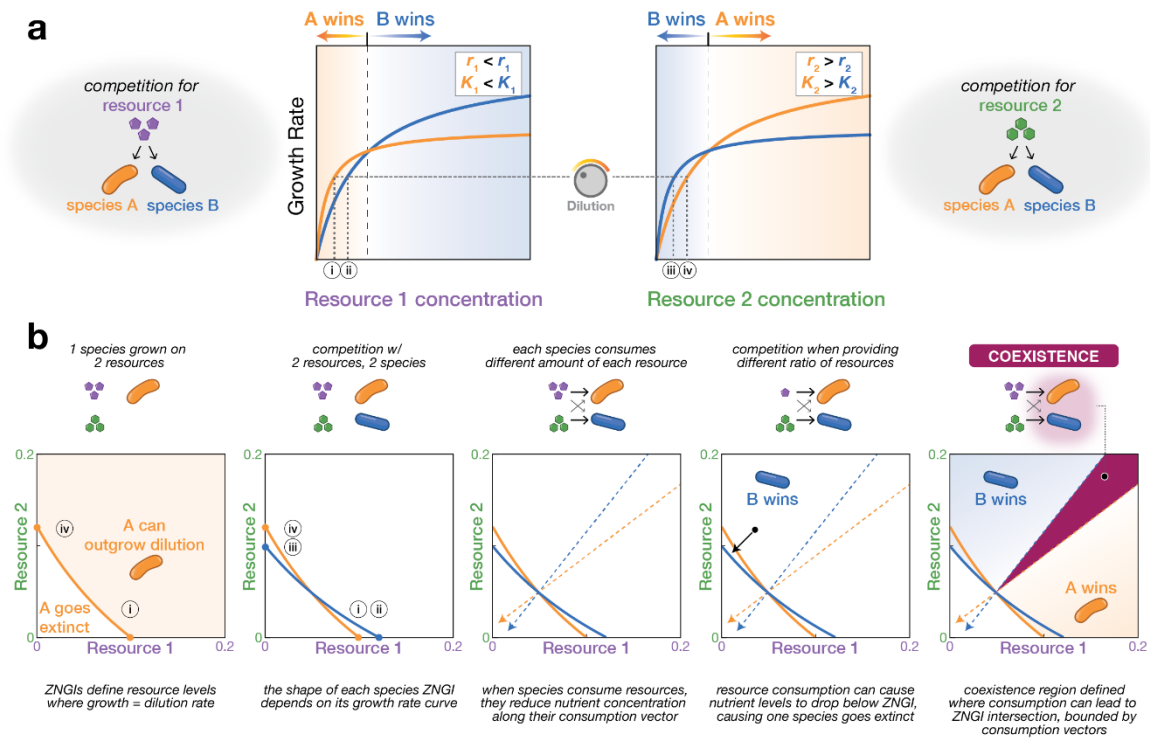 a
A wins
B wins
B wins
A wins
competition for
resource 1
species A
species B
Growth Rate
r1 < r1
K1 < K1
i
ii
Resource 1 concentration
Dilution
r2 > r2
K2 > K2
iii
iv
Resource 2 concentration
competition for
resource 2
species A
species B
b
1 species grown on
2 resources
Resource 2
0.2
0
iv
A can
outgrow dilution
A goes
extinct
i
0
Resource 1
0.2
ZNGIs define resource levels
where growth = dilution rate
competition w/
2 resources, 2 species
Resource 2
0.2
0
iv
iii
i
ii
0
Resource 1
0.2
the shape of each species ZNGI
depends on its growth rate curve
each species consumes
different amount of each resource
Resource 2
0.2
0
0
Resource 1
0.2
when species consume resources,
they reduce nutrient concentration
along their consumption vector
competition when providing
different ratio of resources
Resource 2
0.2
0
B wins
0
Resource 1
0.2
resource consumption can cause
nutrient levels to drop below ZNGI,
causing one species goes extinct
COEXISTENCE
Resource 2
0.2
0
B wins
A wins
0
Resource 1
0.2
coexistence region defined
where consumption can lead to
ZNGI intersection, bounded by
consumption vectors